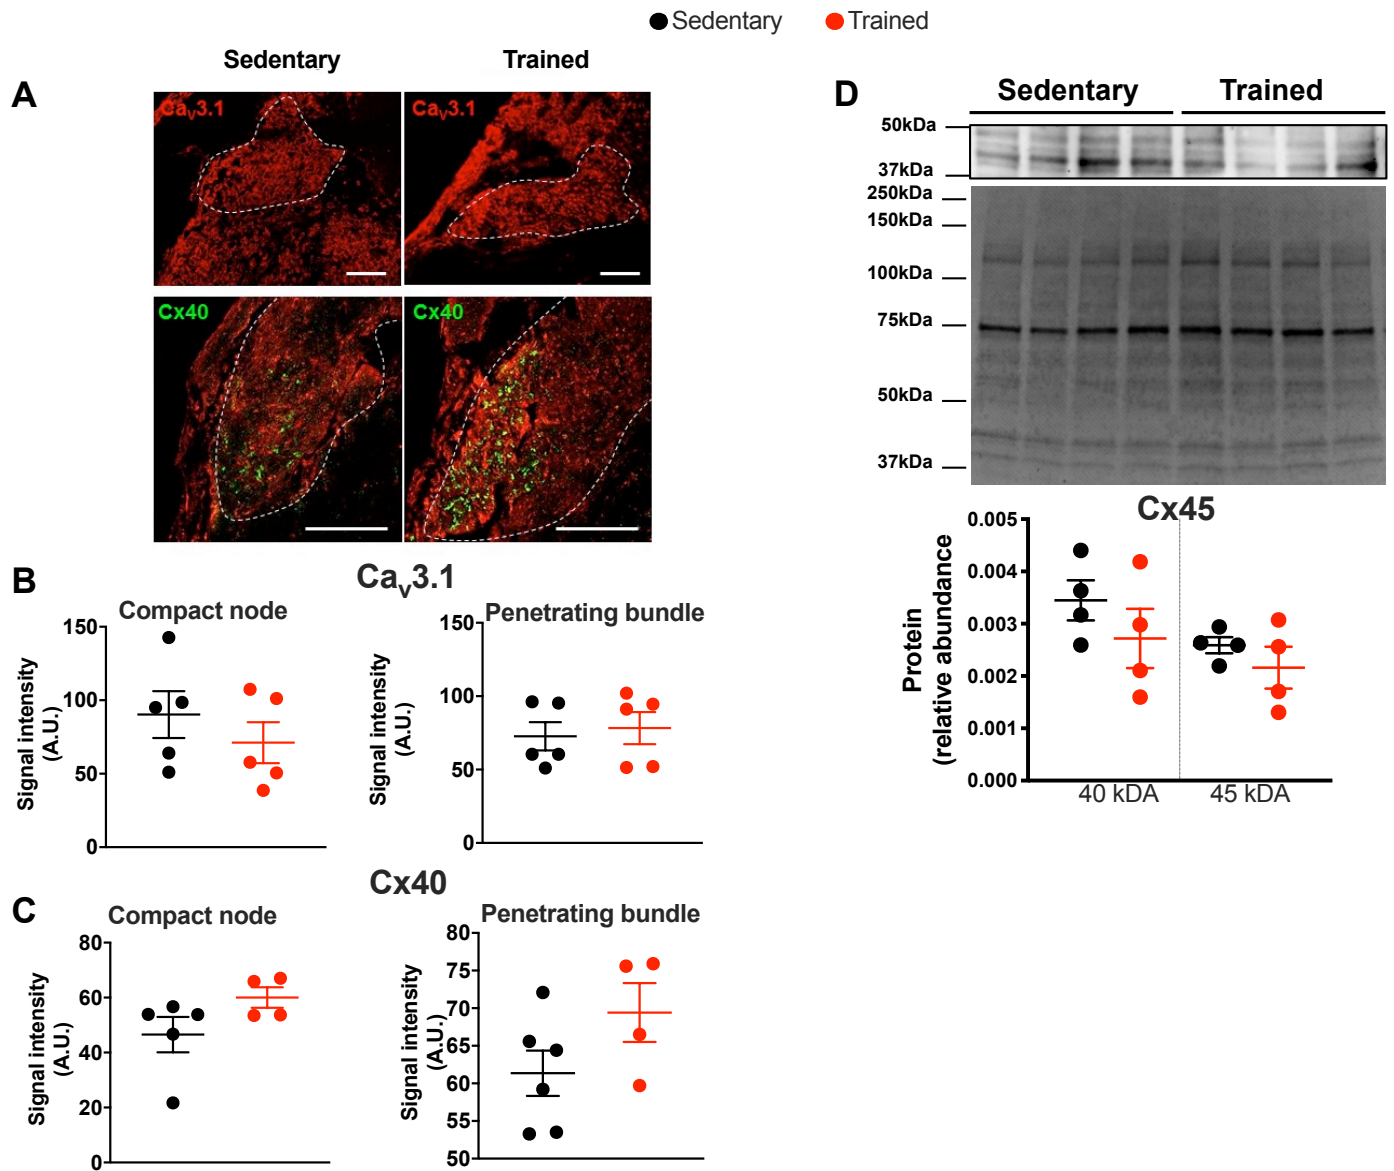 Sedentary Trained
Sedentary Trained
A
CaV3.1 CaV3.1
Cx40 Cx40
B
CaV3.1
Compact node
Signal intensity
(A.U.)
150
100
50
0
Penetrating bundle
Signal intensity
(A.U.)
150
100
50
0
C
Cx40
Compact node
Signal intensity
(A.U.)
80
60
40
20
0
Penetrating bundle
Signal intensity
(A.U.)
80
75
70
65
60
55
50
D
Sedentary Trained
50kDa
37kDa
250kDa
150kDa
100kDa
75kDa
50kDa
37kDa
Cx45
Protein
(relative abundance
0.005
0.004
0.003
0.002
0.001
0.000
40 kDA 45 kDA